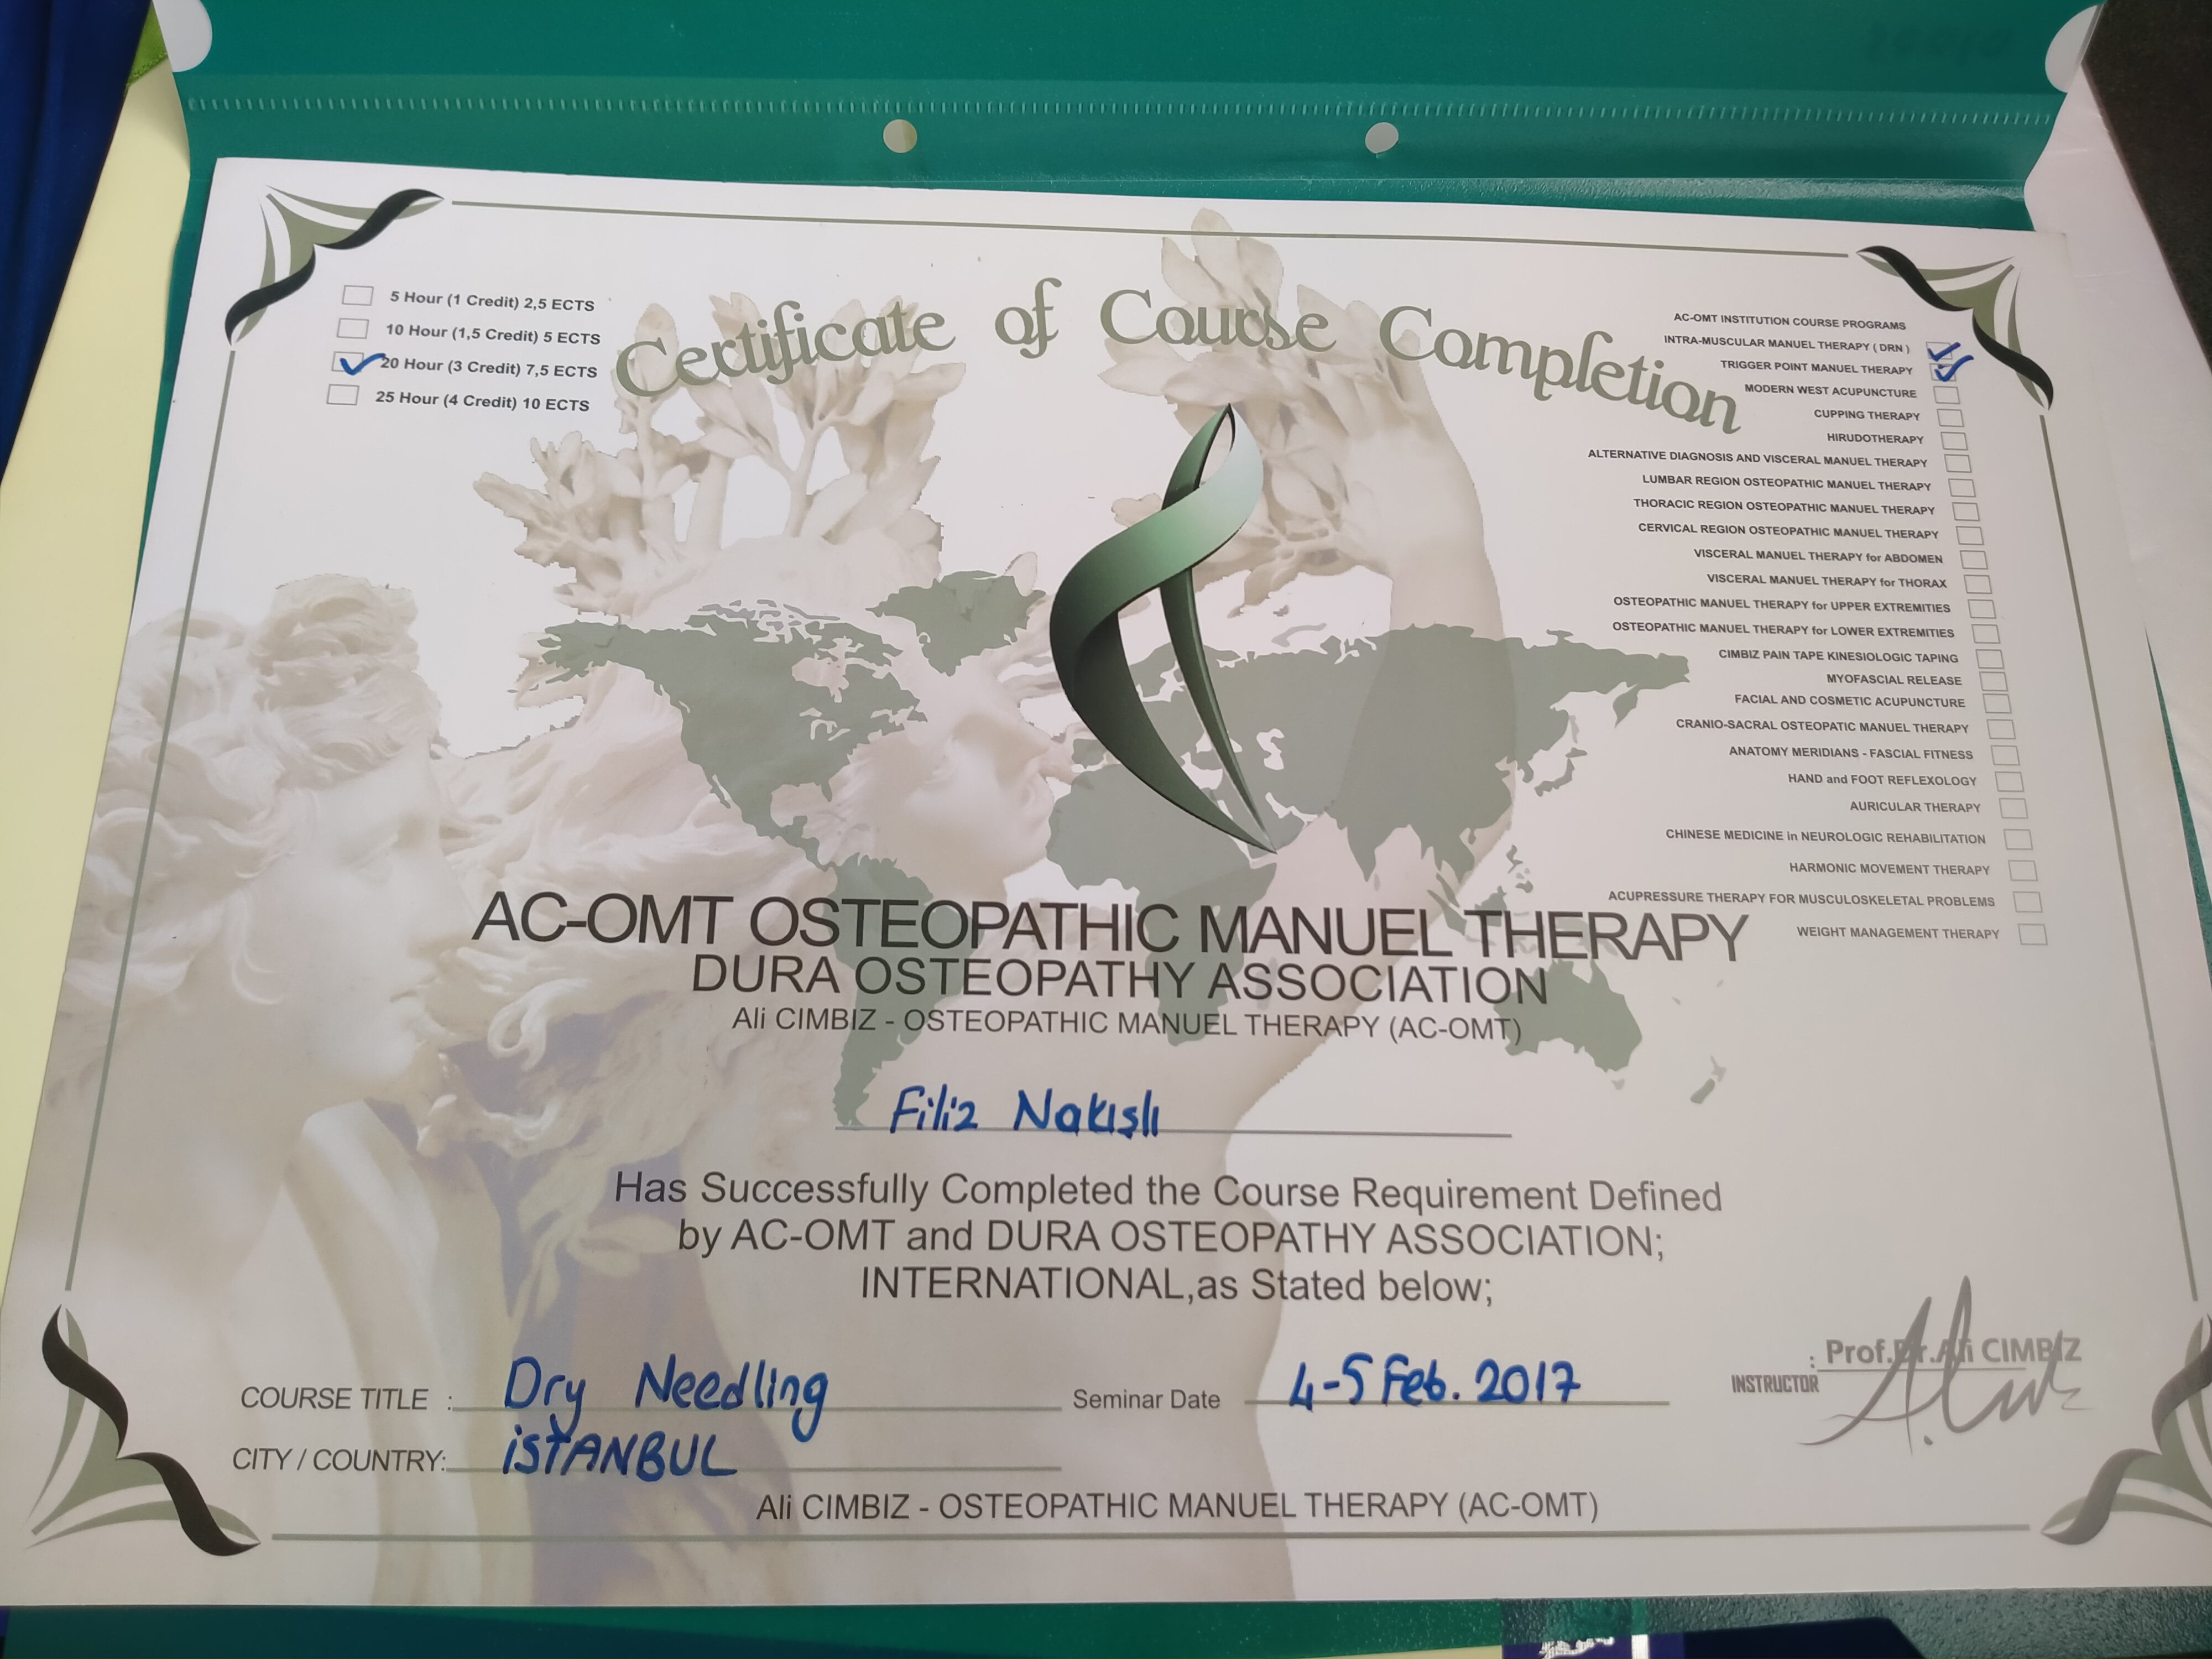 Certificate of Course Completion
5 Hour (1 Credit) 2,5 ECTS
10 Hour (1,5 Credit) 5 ECTS
20 Hour (3 Credit) 7,5 ECTS
25 Hour (4 Credit) 10 ECTS
AC-OMT INSTITUTION COURSE PROGRAMS
INTRA-MUSCULAR MANUEL THERAPY ( DRN )
TRIGGER POINT MANUEL THERAPY
MODERN WEST ACUPUNCTURE
CUPPING THERAPY
HIRUDOTHERAPY
ALTERNATIVE DIAGNOSIS AND VISCERAL MANUEL THERAPY
LUMBAR REGION OSTEOPATHIC MANUEL THERAPY
THORACIC REGION OSTEOPATHIC MANUEL THERAPY
CERVICAL REGION OSTEOPATHIC MANUEL THERAPY
VISCERAL MANUEL THERAPY for ABDOMEN
VISCERAL MANUEL THERAPY for THORAX
OSTEOPATHIC MANUEL THERAPY for UPPER EXTREMITIES
OSTEOPATHIC MANUEL THERAPY for LOWER EXTREMITIES
CIMBIZ PAIN TAPE KINESIOLOGIC TAPING
MYOFASCIAL RELEASE
FACIAL AND COSMETIC ACUPUNCTURE
CRANIO-SACRAL OSTEOPATIC MANUEL THERAPY
ANATOMY MERIDIANS - FASCIAL FITNESS
HAND and FOOT REFLEXOLOGY
AURICULAR THERAPY
CHINESE MEDICINE in NEUROLOGIC REHABILITATION
HARMONIC MOVEMENT THERAPY
ACUPRESSURE THERAPY FOR MUSCULOSKELETAL PROBLEMS
WEIGHT MANAGEMENT THERAPY
AC-OMT OSTEOPATHIC MANUEL THERAPY
DURA OSTEOPATHY ASSOCIATION
Ali CIMBIZ - OSTEOPATHIC MANUEL THERAPY (AC-OMT)
Filiz Nakışlı
Has Successfully Completed the Course Requirement Defined
by AC-OMT and DURA OSTEOPATHY ASSOCIATION;
INTERNATIONAL,as Stated below;
COURSE TITLE : Dry Needling
Seminar Date 4-5 Feb. 2017
INSTRUCTOR : Prof.Dr.Ali CIMBIZ
CITY / COUNTRY: İSTANBUL
Ali CIMBIZ - OSTEOPATHIC MANUEL THERAPY (AC-OMT)